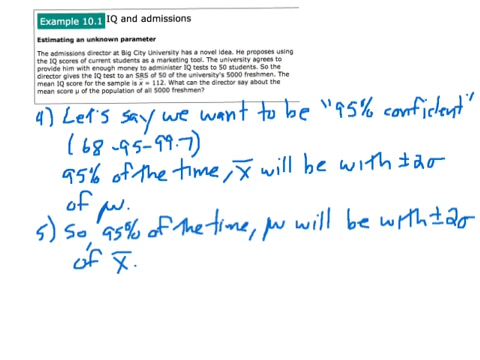 Example 10.1 IQ and admissions
Estimating an unknown parameter
The admissions director at Big City University has a novel idea. He proposes using
the IQ scores of current students as a marketing tool. The university agrees to
provide him with enough money to administer IQ tests to 50 students. So the
director gives the IQ test to an SRS of 50 of the university's 5000 freshmen. The
mean IQ score for the sample is x̄ = 112. What can the director say about the
mean score μ of the population of all 5000 freshmen?
4) Let's say we want to be "95% confident"
(68-95-99.7)
95% of the time, x̄ will be with ±2σ
of μ.
5) So, 95% of the time, μ will be with ±2σ
of x̄.